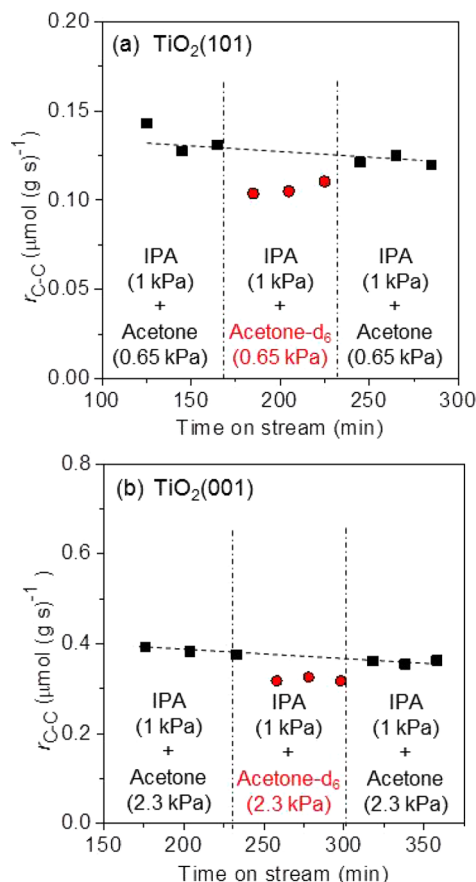 (a) TiO₂(101)
r_C-C (μmol (g s)⁻¹)
0.20
0.15
0.10
0.05
0.00
IPA IPA IPA
(1 kPa) (1 kPa) (1 kPa)
+ + +
Acetone Acetone-d₆ Acetone
(0.65 kPa) (0.65 kPa) (0.65 kPa)
100 150 200 250 300
Time on stream (min)
(b) TiO₂(001)
r_C-C (μmol (g s)⁻¹)
0.8
0.6
0.4
0.2
0.0
IPA IPA IPA
(1 kPa) (1 kPa) (1 kPa)
+ + +
Acetone Acetone-d₆ Acetone
(2.3 kPa) (2.3 kPa) (2.3 kPa)
150 200 250 300 350
Time on stream (min)